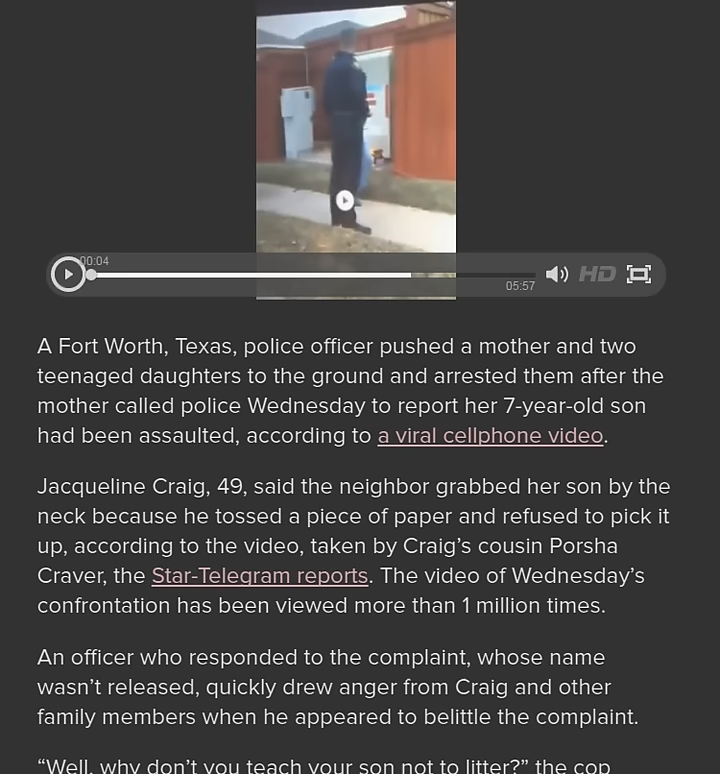 00:04
HD
05:57
A Fort Worth, Texas, police officer pushed a mother and two
teenaged daughters to the ground and arrested them after the
mother called police Wednesday to report her 7-year-old son
had been assaulted, according to a viral cellphone video.
Jacqueline Craig, 49, said the neighbor grabbed her son by the
neck because he tossed a piece of paper and refused to pick it
up, according to the video, taken by Craig’s cousin Porsha
Craver, the Star-Telegram reports. The video of Wednesday’s
confrontation has been viewed more than 1 million times.
An officer who responded to the complaint, whose name
wasn’t released, quickly drew anger from Craig and other
family members when he appeared to belittle the complaint.
“Well, why don’t you teach your son not to litter?” the cop